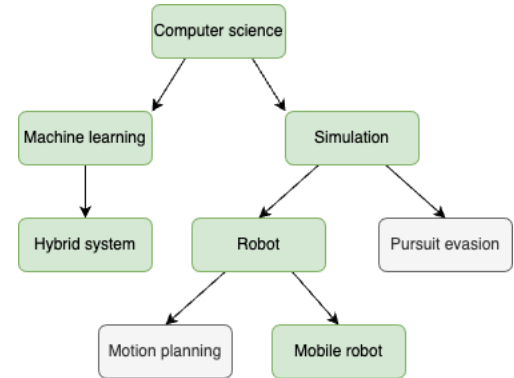 Computer science
Machine learning
Simulation
Hybrid system
Robot
Pursuit evasion
Motion planning
Mobile robot